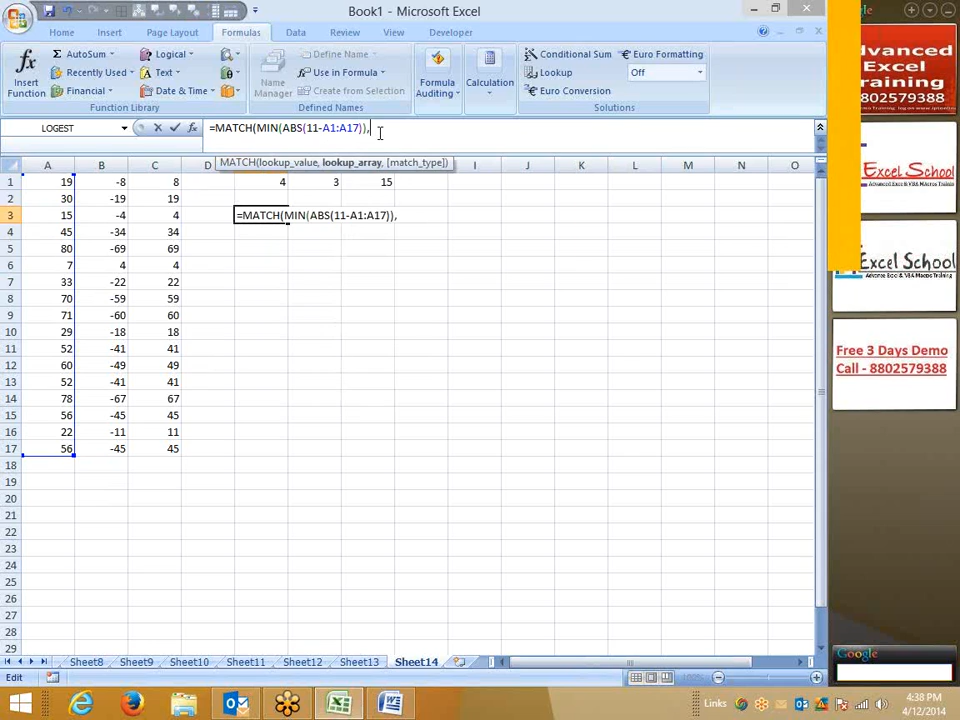 Book1 - Microsoft Excel
Home Insert Page Layout Formulas Data Review View Developer
fx Insert Function
Σ AutoSum
Recently Used
Financial
Logical
Text
Date & Time
Function Library
Name Manager
Define Name
Use in Formula
Create from Selection
Defined Names
Formula Auditing
Calculation
Conditional Sum
Lookup
Euro Conversion
Euro Formatting
Off
Solutions
LOGEST =MATCH(MIN(ABS(11-A1:A17)),
MATCH(lookup_value, lookup_array, [match_type])
A B C D I J K L M N O
1 19 -8 8 4 3 15
2 30 -19 19
3 15 -4 4 =MATCH(MIN(ABS(11-A1:A17)),
4 45 -34 34
5 80 -69 69
6 7 4 4
7 33 -22 22
8 70 -59 59
9 71 -60 60
10 29 -18 18
11 52 -41 41
12 60 -49 49
13 52 -41 41
14 78 -67 67
15 56 -45 45
16 22 -11 11
17 56 -45 45
18
19
20
21
22
23
24
25
26
27
28
29
Sheet8 Sheet9 Sheet10 Sheet11 Sheet12 Sheet13 Sheet14
Edit 100%
Links
4:38 PM
4/12/2014
Excel
Training
Excel School
Advance Excel & VBA Macros Training
Free 3 Days Demo
Call - 8802579388
Google